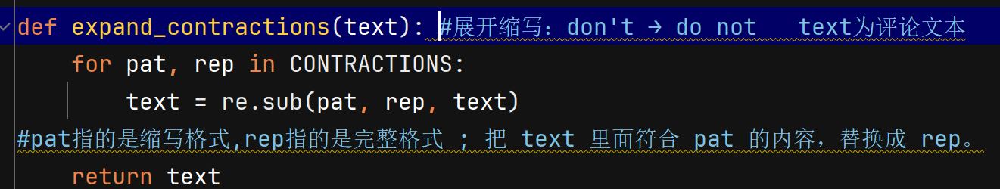 def expand_contractions(text): #展开缩写：don't → do not   text为评论文本
    for pat, rep in CONTRACTIONS:
        text = re.sub(pat, rep, text)
#pat指的是缩写格式,rep指的是完整格式 ; 把 text 里面符合 pat 的内容，替换成 rep。
    return text